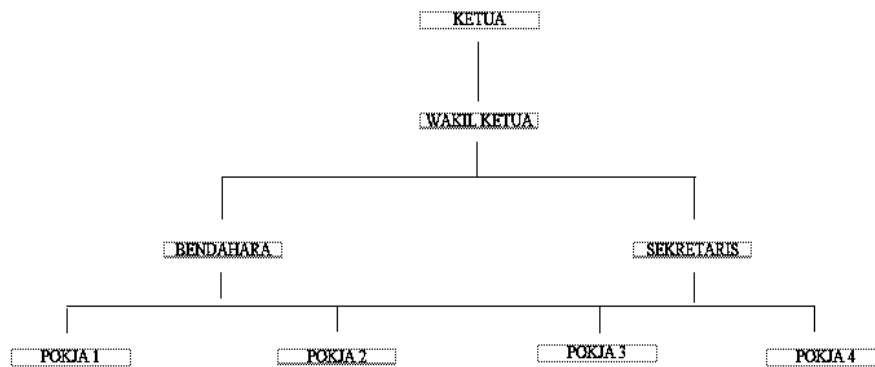 KETUA
WAKIL KETUA
BENDAHARA
SEKRETARIS
POKJA 1
POKJA 2
POKJA 3
POKJA 4